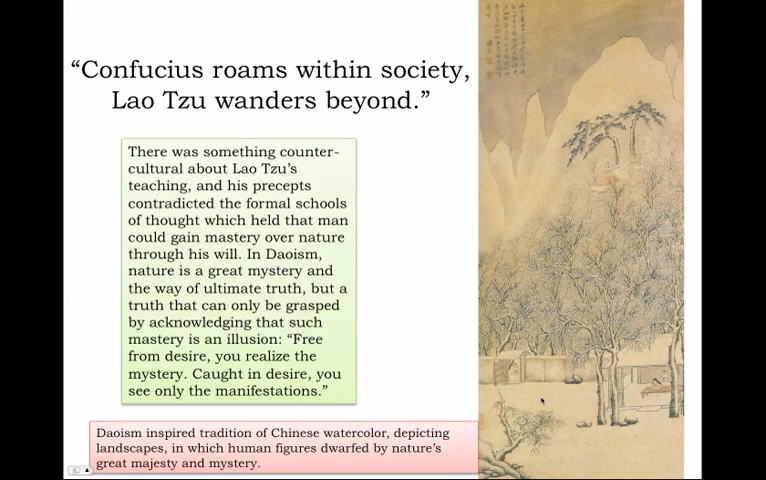 “Confucius roams within society,
Lao Tzu wanders beyond.”
There was something counter-
cultural about Lao Tzu’s
teaching, and his precepts
contradicted the formal schools
of thought which held that man
could gain mastery over nature
through his will. In Daoism,
nature is a great mystery and
the way of ultimate truth, but a
truth that can only be grasped
by acknowledging that such
mastery is an illusion: “Free
from desire, you realize the
mystery. Caught in desire, you
see only the manifestations.”
Daoism inspired tradition of Chinese watercolor, depicting
landscapes, in which human figures dwarfed by nature’s
great majesty and mystery.